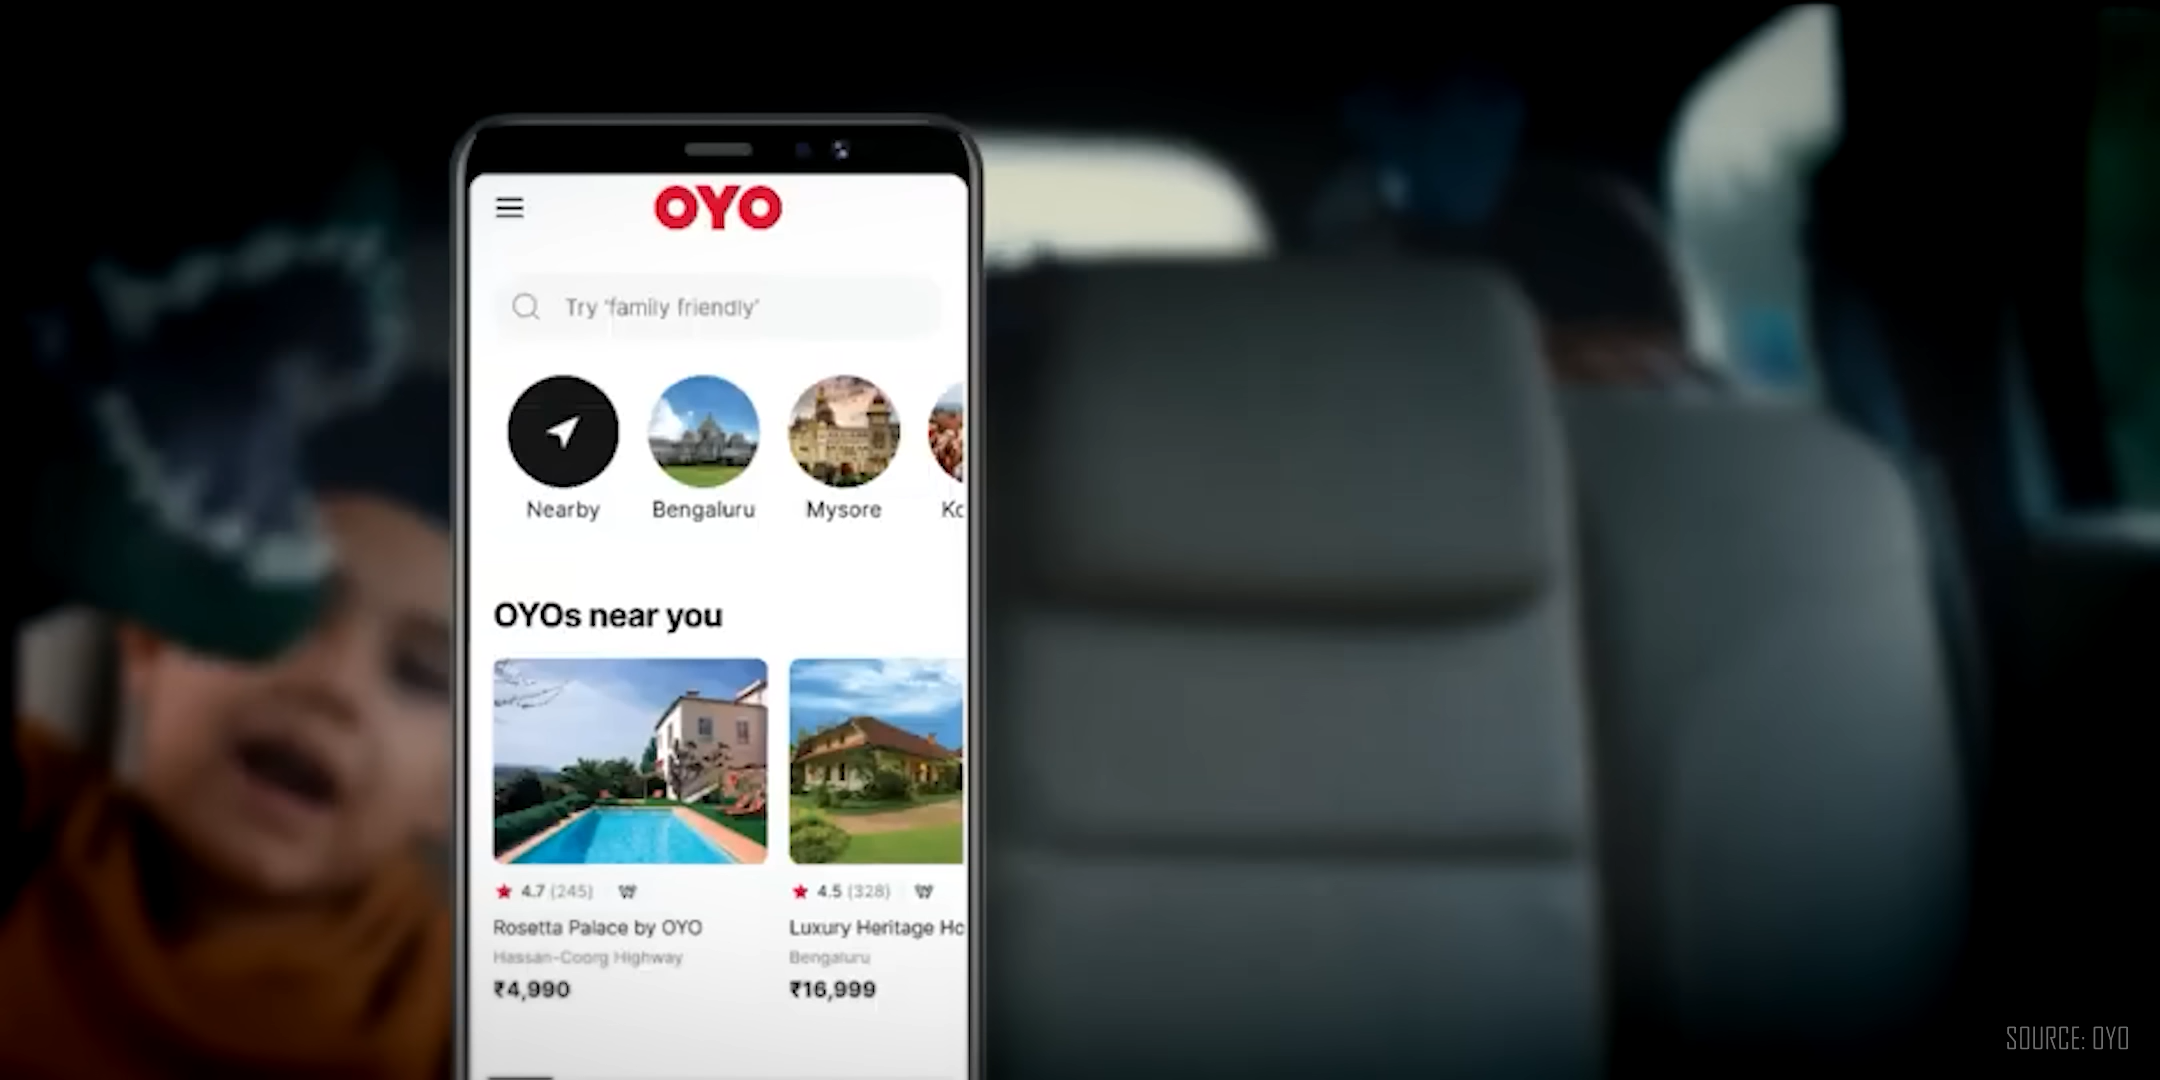 OYO
Try 'family friendly'
Nearby
Bengaluru
Mysore
Kc
OYOs near you
4.7 (245)
4.5 (328)
Rosetta Palace by OYO
Luxury Heritage Hc
Hassan-Coorg Highway
Bengaluru
₹4,990
₹16,999
SOURCE: OYO